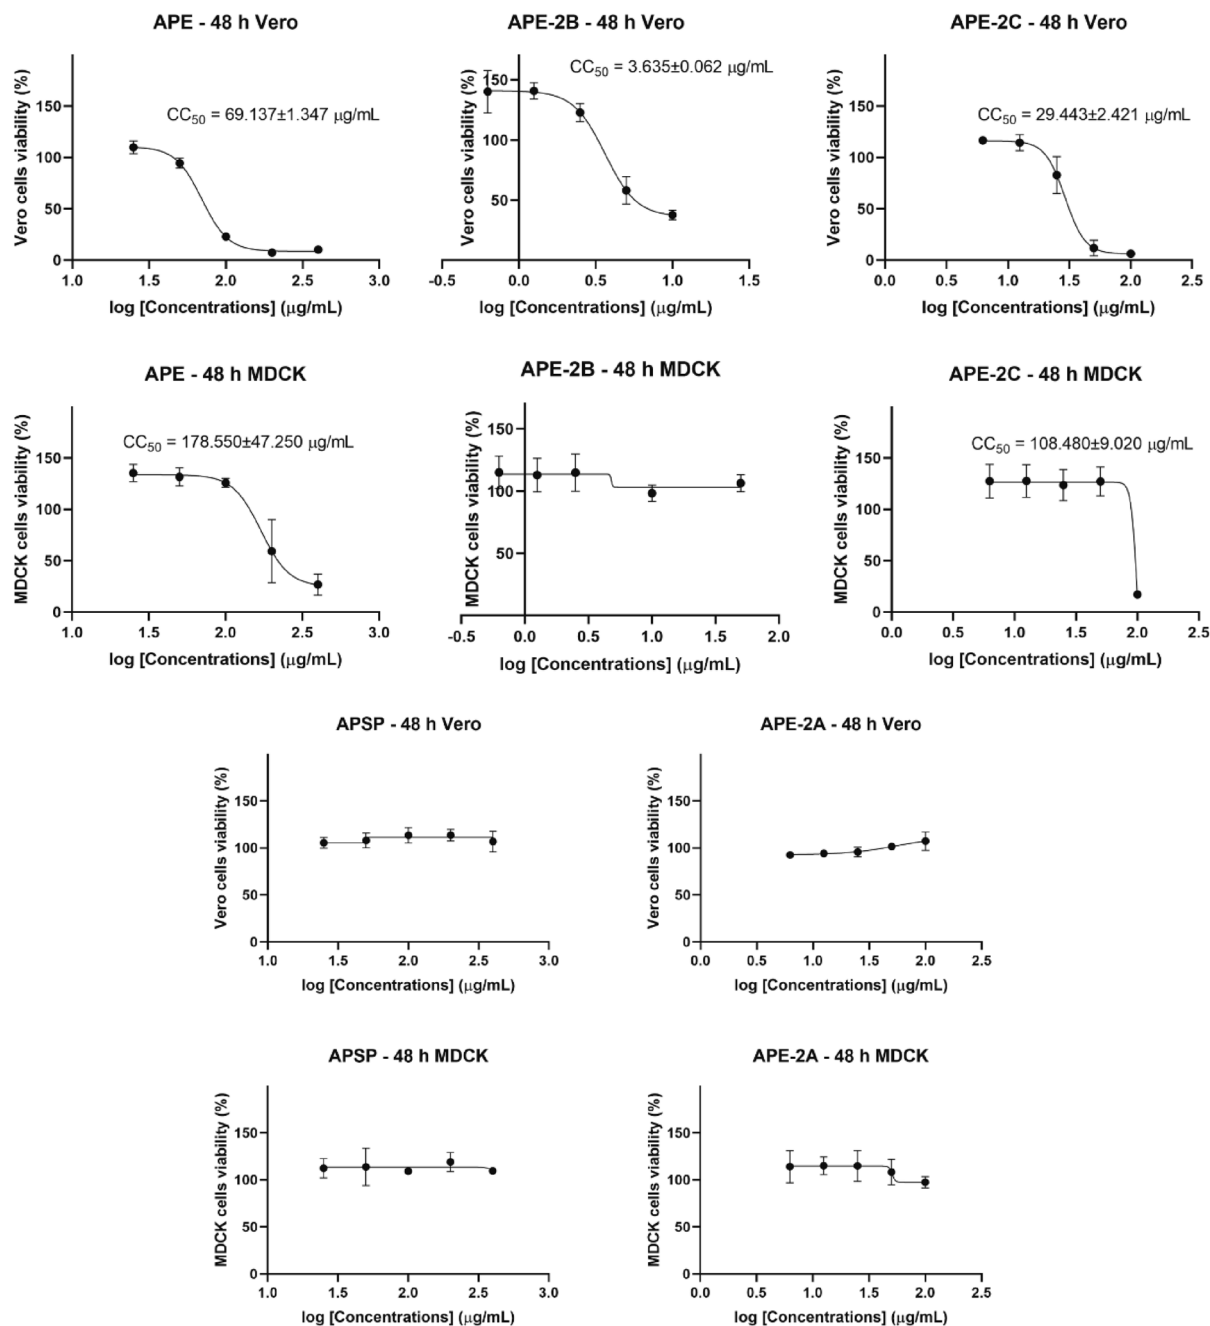 APE - 48 h Vero
APE-2B - 48 h Vero
APE-2C - 48 h Vero
Vero cells viability (%)
150
100
50
0
CC50 = 69.137±1.347 μg/mL
1.0 1.5 2.0 2.5 3.0
log [Concentrations] (μg/mL)
Vero cells viability (%)
150
100
50
CC50 = 3.635±0.062 μg/mL
-0.5 0.0 0.5 1.0 1.5
log [Concentrations] (μg/mL)
Vero cells viability (%)
150
100
50
0
CC50 = 29.443±2.421 μg/mL
0.0 0.5 1.0 1.5 2.0 2.5
log [Concentrations] (μg/mL)
APE - 48 h MDCK
APE-2B - 48 h MDCK
APE-2C - 48 h MDCK
MDCK cells viability (%)
150
100
50
0
CC50 = 178.550±47.250 μg/mL
1.0 1.5 2.0 2.5 3.0
log [Concentrations] (μg/mL)
MDCK cells viability (%)
150
100
50
-0.5 0.0 0.5 1.0 1.5 2.0
log [Concentrations] (μg/mL)
MDCK cells viability (%)
150
100
50
0
CC50 = 108.480±9.020 μg/mL
0.0 0.5 1.0 1.5 2.0 2.5
log [Concentrations] (μg/mL)
APSP - 48 h Vero
APE-2A - 48 h Vero
Vero cells viability (%)
150
100
50
0
1.0 1.5 2.0 2.5 3.0
log [Concentrations] (μg/mL)
Vero cells viability (%)
150
100
50
0
0.0 0.5 1.0 1.5 2.0 2.5
log [Concentrations] (μg/mL)
APSP - 48 h MDCK
APE-2A - 48 h MDCK
MDCK cells viability (%)
150
100
50
0
1.0 1.5 2.0 2.5 3.0
log [Concentrations] (μg/mL)
MDCK cells viability (%)
150
100
50
0
0.0 0.5 1.0 1.5 2.0 2.5
log [Concentrations] (μg/mL)